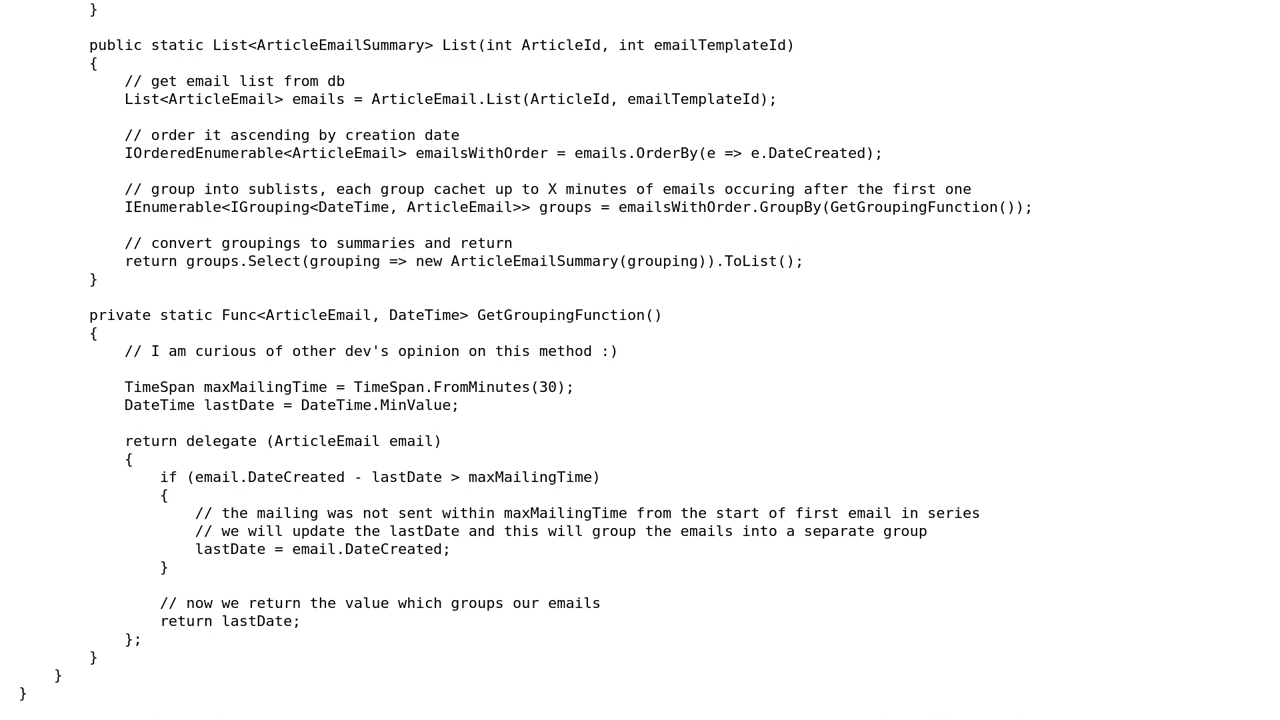 }

        public static List<ArticleEmailSummary> List(int ArticleId, int emailTemplateId)
        {
            // get email list from db
            List<ArticleEmail> emails = ArticleEmail.List(ArticleId, emailTemplateId);

            // order it ascending by creation date
            IOrderedEnumerable<ArticleEmail> emailsWithOrder = emails.OrderBy(e => e.DateCreated);

            // group into sublists, each group cachet up to X minutes of emails occuring after the first one
            IEnumerable<IGrouping<DateTime, ArticleEmail>> groups = emailsWithOrder.GroupBy(GetGroupingFunction());

            // convert groupings to summaries and return
            return groups.Select(grouping => new ArticleEmailSummary(grouping)).ToList();
        }

        private static Func<ArticleEmail, DateTime> GetGroupingFunction()
        {
            // I am curious of other dev's opinion on this method :)

            TimeSpan maxMailingTime = TimeSpan.FromMinutes(30);
            DateTime lastDate = DateTime.MinValue;

            return delegate (ArticleEmail email)
            {
                if (email.DateCreated - lastDate > maxMailingTime)
                {
                    // the mailing was not sent within maxMailingTime from the start of first email in series
                    // we will update the lastDate and this will group the emails into a separate group
                    lastDate = email.DateCreated;
                }

                // now we return the value which groups our emails
                return lastDate;
            };
        }
    }
}